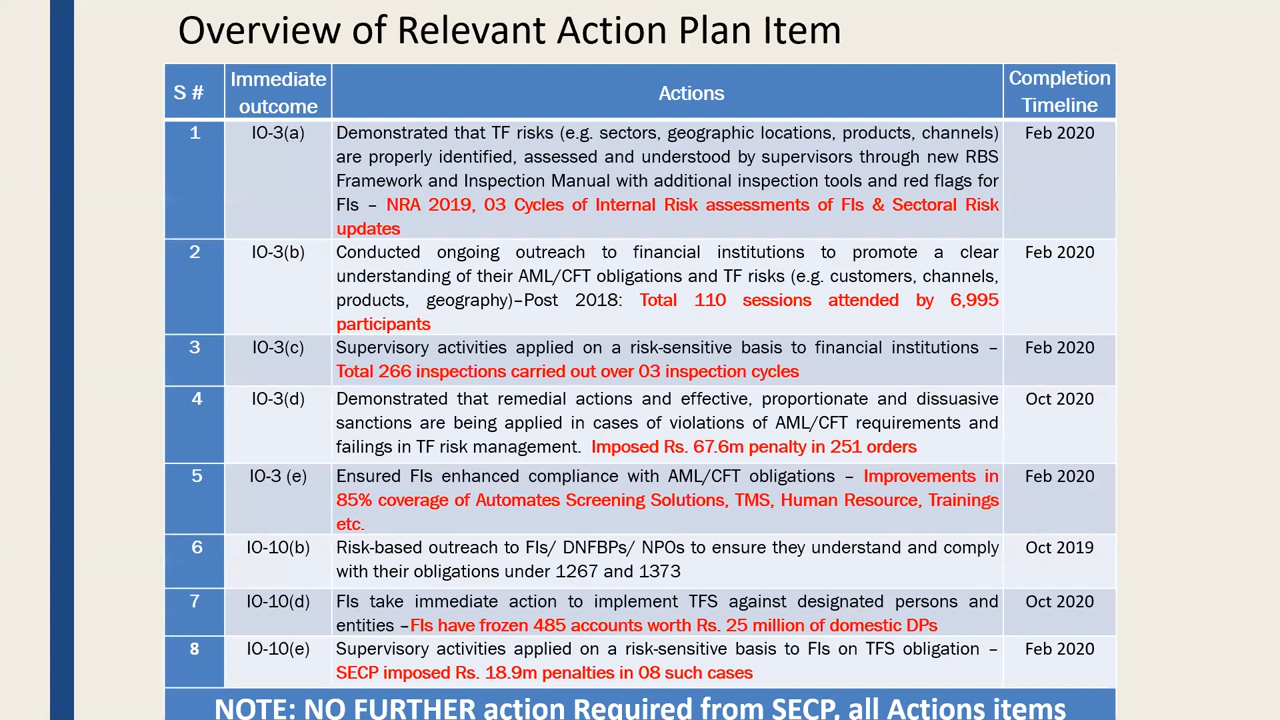 Overview of Relevant Action Plan Item
S #
Immediate outcome
Actions
Completion Timeline
1
IO-3(a)
Demonstrated that TF risks (e.g. sectors, geographic locations, products, channels)
are properly identified, assessed and understood by supervisors through new RBS
Framework and Inspection Manual with additional inspection tools and red flags for
FIs – NRA 2019, 03 Cycles of Internal Risk assessments of FIs & Sectoral Risk
updates
Feb 2020
2
IO-3(b)
Conducted ongoing outreach to financial institutions to promote a clear
understanding of their AML/CFT obligations and TF risks (e.g. customers, channels,
products, geography)–Post 2018: Total 110 sessions attended by 6,995
participants
Feb 2020
3
IO-3(c)
Supervisory activities applied on a risk-sensitive basis to financial institutions –
Total 266 inspections carried out over 03 inspection cycles
Feb 2020
4
IO-3(d)
Demonstrated that remedial actions and effective, proportionate and dissuasive
sanctions are being applied in cases of violations of AML/CFT requirements and
failings in TF risk management. Imposed Rs. 67.6m penalty in 251 orders
Oct 2020
5
IO-3 (e)
Ensured FIs enhanced compliance with AML/CFT obligations – Improvements in
85% coverage of Automates Screening Solutions, TMS, Human Resource, Trainings
etc.
Feb 2020
6
IO-10(b)
Risk-based outreach to FIs/ DNFBPs/ NPOs to ensure they understand and comply
with their obligations under 1267 and 1373
Oct 2019
7
IO-10(d)
FIs take immediate action to implement TFS against designated persons and
entities –FIs have frozen 485 accounts worth Rs. 25 million of domestic DPs
Oct 2020
8
IO-10(e)
Supervisory activities applied on a risk-sensitive basis to FIs on TFS obligation –
SECP imposed Rs. 18.9m penalties in 08 such cases
Feb 2020
NOTE: NO FURTHER action Required from SECP, all Actions items